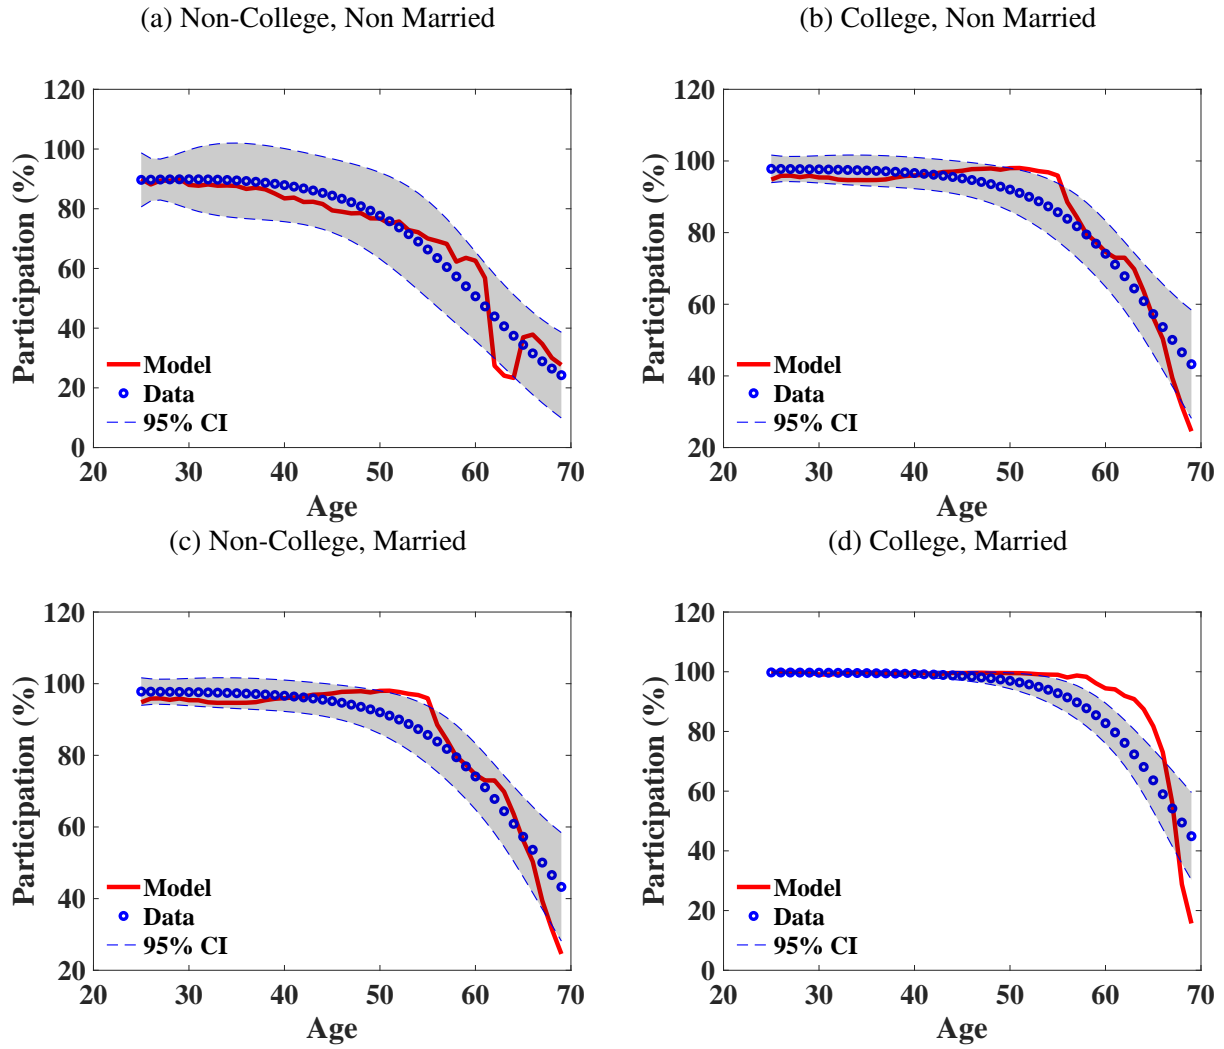 (a) Non-College, Non Married
120
100
80
60
40
20
0
Participation (%)
Model
Data
95% CI
20 30 40 50 60 70
Age
(b) College, Non Married
120
100
80
60
40
20
Participation (%)
Model
Data
95% CI
20 30 40 50 60 70
Age
(c) Non-College, Married
120
100
80
60
40
20
Participation (%)
Model
Data
95% CI
20 30 40 50 60 70
Age
(d) College, Married
120
100
80
60
40
20
0
Participation (%)
Model
Data
95% CI
20 30 40 50 60 70
Age